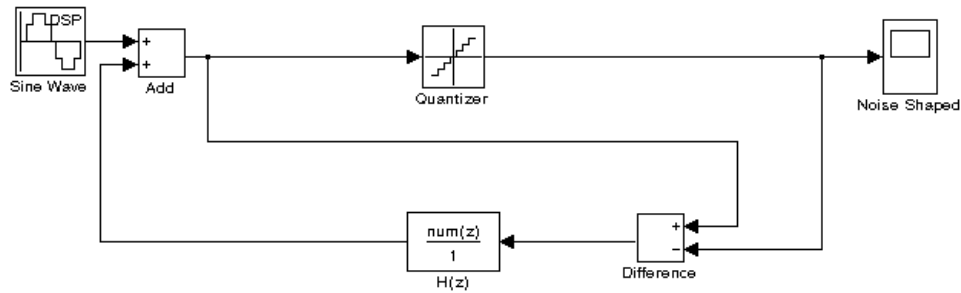 DSP
Sine Wave
+
+
Add
Quantizer
Noise Shaped
num(z)
1
H(z)
+
−
Difference